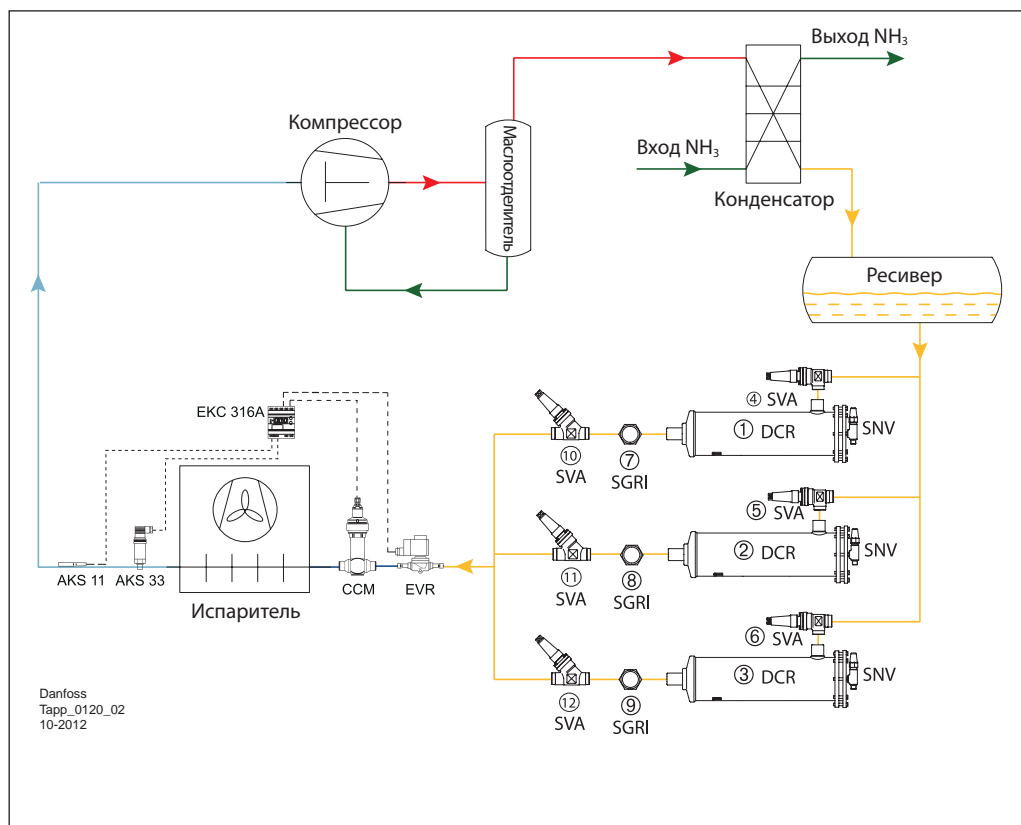 Выход NH₃
Компрессор
Маслоотделитель
Вход NH₃
Конденсатор
Ресивер
④ SVA
EKC 316A
① DCR
SNV
⑩
SVA
⑦
SGRI
⑤ SVA
② DCR
SNV
⑪
SVA
⑧
SGRI
AKS 11
AKS 33
CCM
EVR
Испаритель
⑥ SVA
③ DCR
SNV
⑫
SVA
⑨
SGRI
Danfoss
Tapp_0120_02
10-2012